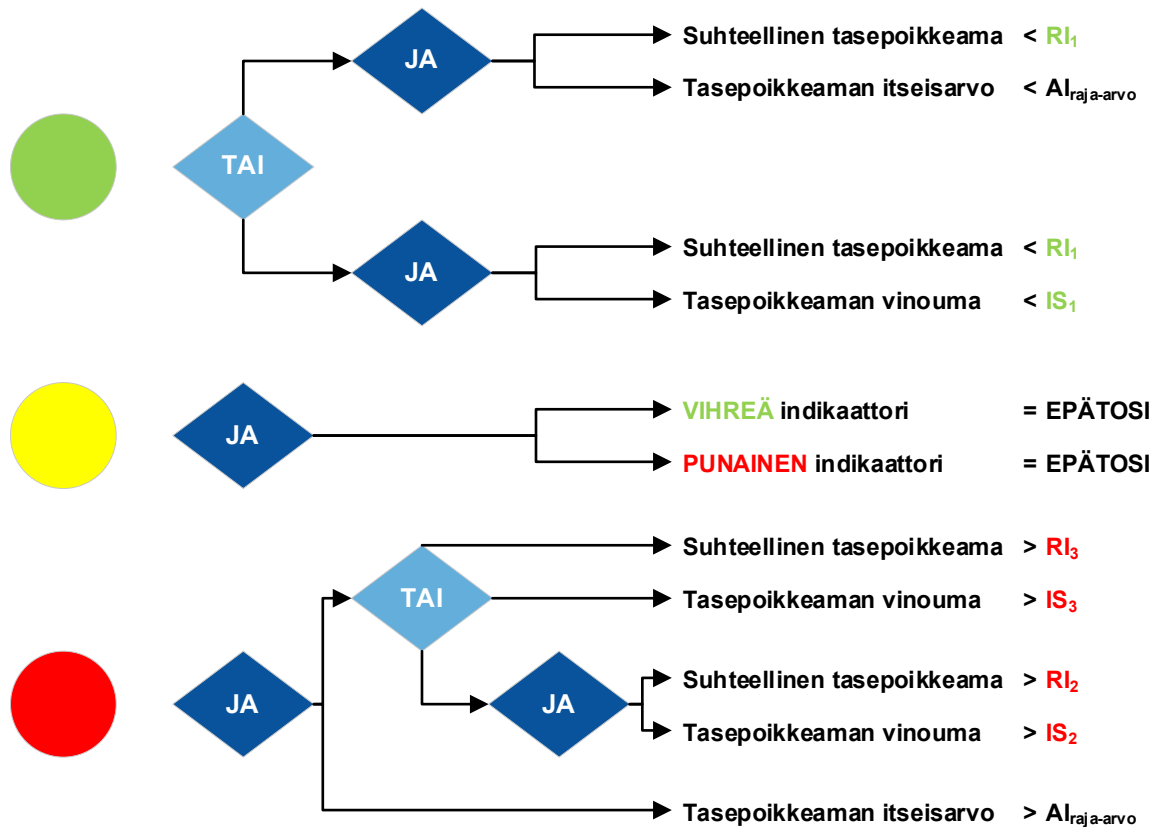 JA
Suhteellinen tasepoikkeama < RI₁
Tasepoikkeaman itseisarvo < AIraja-arvo
TAI
JA
Suhteellinen tasepoikkeama < RI₁
Tasepoikkeaman vinouma < IS₁
JA
VIHREÄ indikaattori = EPÄTOSI
PUNAINEN indikaattori = EPÄTOSI
TAI
Suhteellinen tasepoikkeama > RI₃
Tasepoikkeaman vinouma > IS₃
JA
JA
Suhteellinen tasepoikkeama > RI₂
Tasepoikkeaman vinouma > IS₂
Tasepoikkeaman itseisarvo > AIraja-arvo